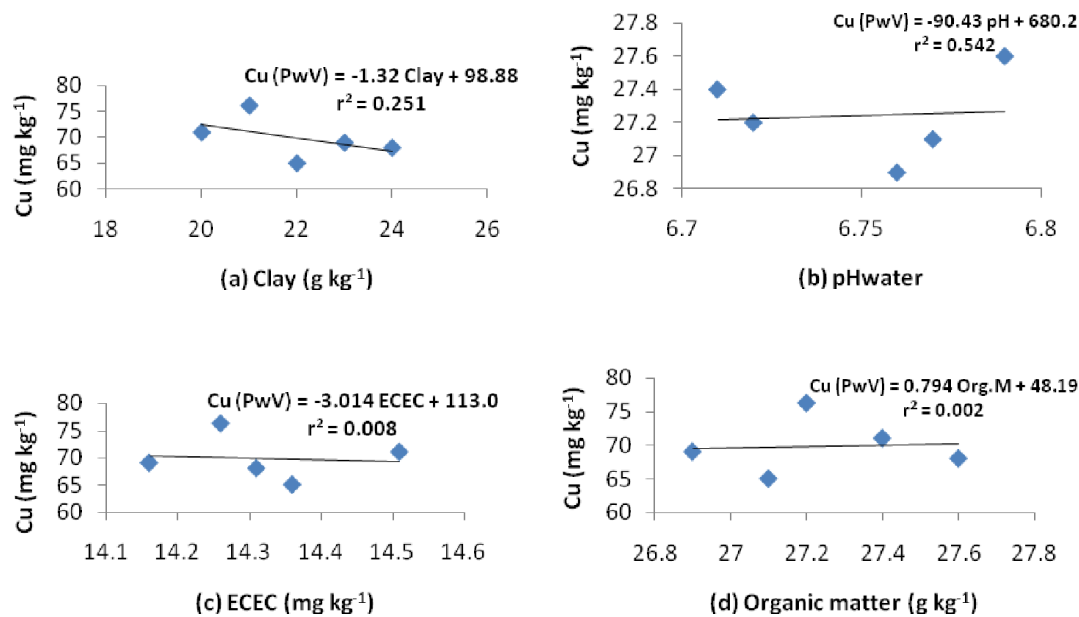 Cu (PwV) = -1.32 Clay + 98.88
r² = 0.251
Cu (mg kg⁻¹)
80
75
70
65
60
18 20 22 24 26
(a) Clay (g kg⁻¹)
Cu (PwV) = -90.43 pH + 680.2
r² = 0.542
Cu (mg kg⁻¹)
27.8
27.6
27.4
27.2
27
26.8
6.7 6.75 6.8
(b) pHwater
Cu (PwV) = -3.014 ECEC + 113.0
r² = 0.008
Cu (mg kg⁻¹)
80
75
70
65
60
14.1 14.2 14.3 14.4 14.5 14.6
(c) ECEC (mg kg⁻¹)
Cu (PwV) = 0.794 Org.M + 48.19
r² = 0.002
Cu (mg kg⁻¹)
80
75
70
65
60
26.8 27 27.2 27.4 27.6 27.8
(d) Organic matter (g kg⁻¹)